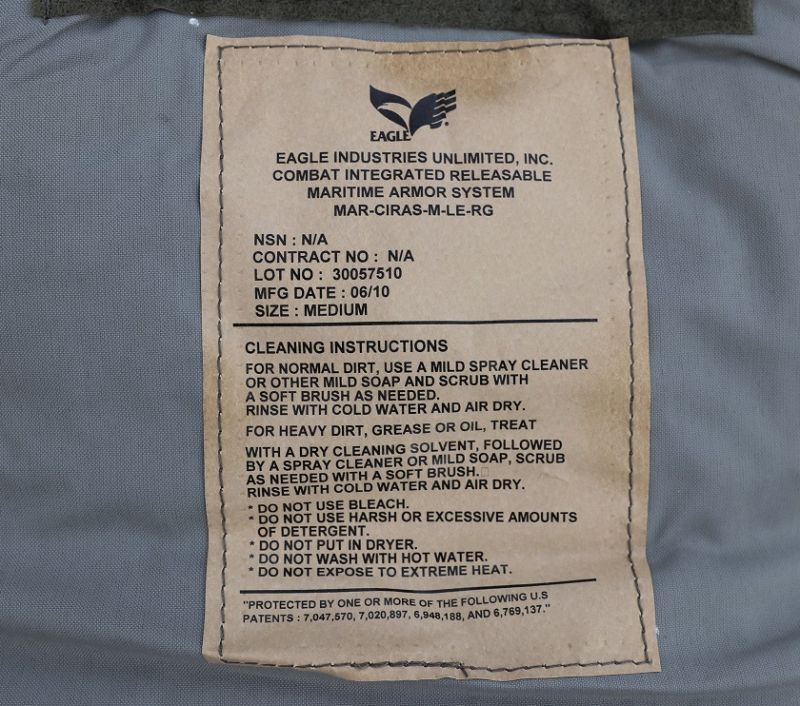 EAGLE
EAGLE INDUSTRIES UNLIMITED, INC.
COMBAT INTEGRATED RELEASABLE
MARITIME ARMOR SYSTEM
MAR-CIRAS-M-LE-RG
NSN : N/A
CONTRACT NO : N/A
LOT NO : 30057510
MFG DATE : 06/10
SIZE : MEDIUM
CLEANING INSTRUCTIONS
FOR NORMAL DIRT, USE A MILD SPRAY CLEANER
OR OTHER MILD SOAP AND SCRUB WITH
A SOFT BRUSH AS NEEDED.
RINSE WITH COLD WATER AND AIR DRY.
FOR HEAVY DIRT, GREASE OR OIL, TREAT
WITH A DRY CLEANING SOLVENT, FOLLOWED
BY A SPRAY CLEANER OR MILD SOAP, SCRUB
AS NEEDED WITH A SOFT BRUSH.
RINSE WITH COLD WATER AND AIR DRY.
* DO NOT USE BLEACH.
* DO NOT USE HARSH OR EXCESSIVE AMOUNTS
OF DETERGENT.
* DO NOT PUT IN DRYER.
* DO NOT WASH WITH HOT WATER.
* DO NOT EXPOSE TO EXTREME HEAT.
"PROTECTED BY ONE OR MORE OF THE FOLLOWING U.S
PATENTS : 7,047,570, 7,020,897, 6,948,188, AND 6,769,137."